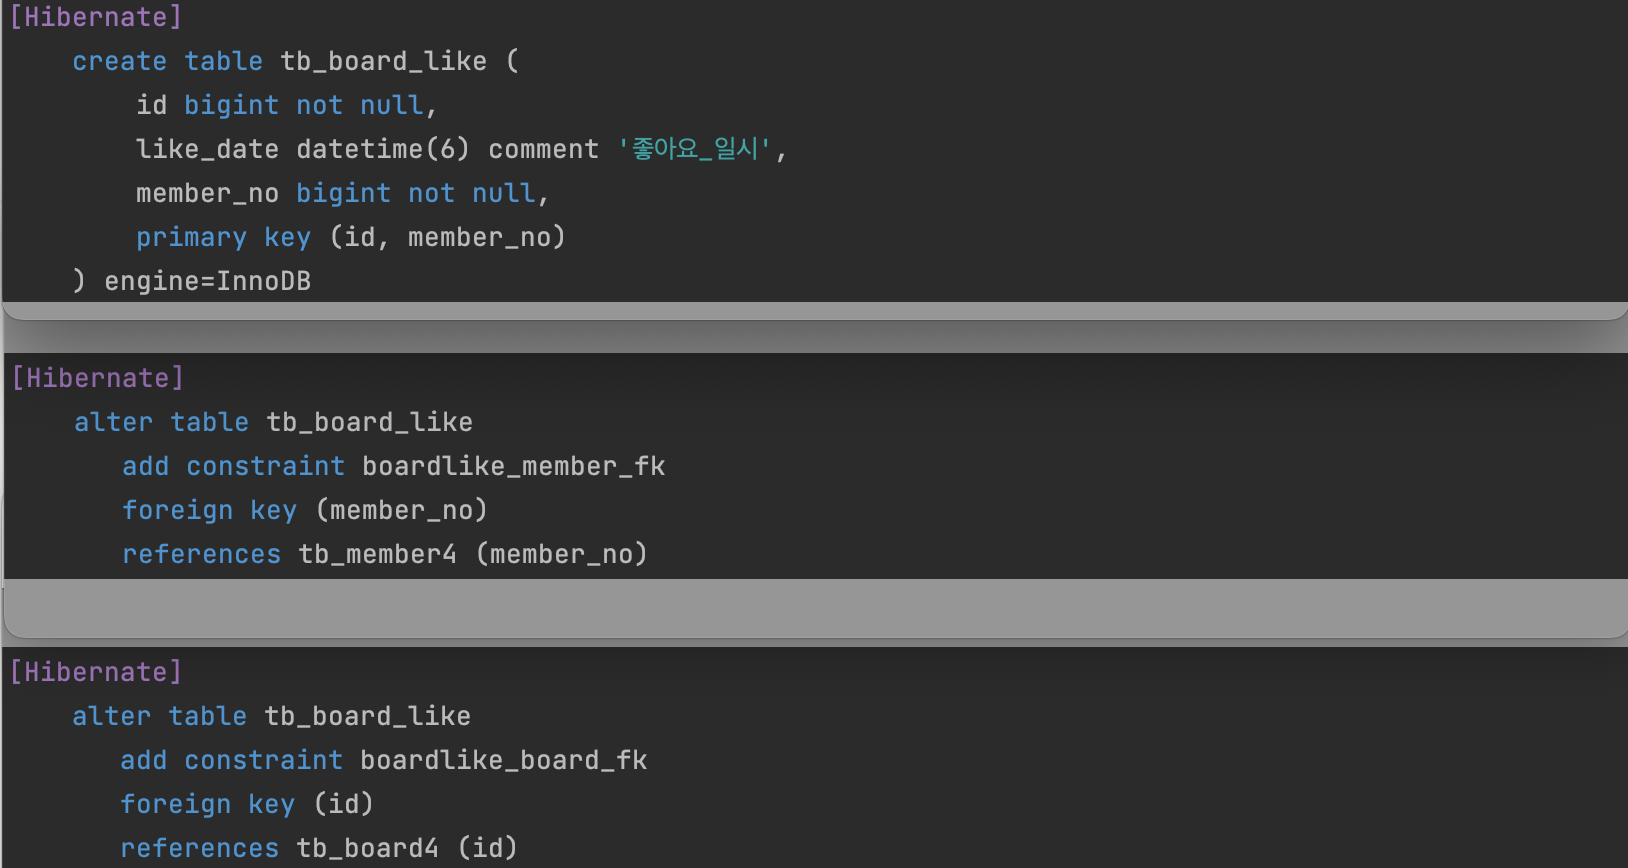 [Hibernate]
create table tb_board_like (
id bigint not null,
like_date datetime(6) comment '좋아요_일시',
member_no bigint not null,
primary key (id, member_no)
) engine=InnoDB
[Hibernate]
alter table tb_board_like
add constraint boardlike_member_fk
foreign key (member_no)
references tb_member4 (member_no)
[Hibernate]
alter table tb_board_like
add constraint boardlike_board_fk
foreign key (id)
references tb_board4 (id)